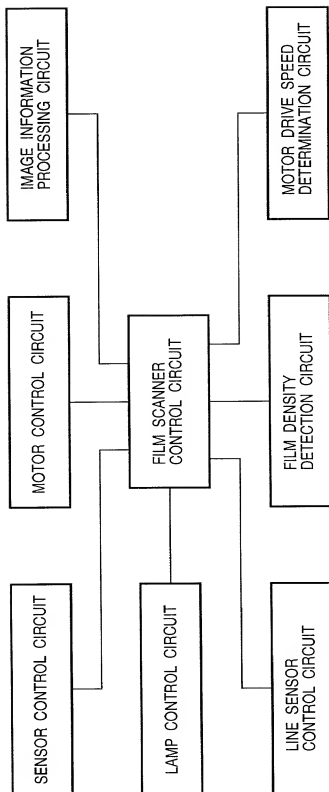 SENSOR CONTROL CIRCUIT
MOTOR CONTROL CIRCUIT
IMAGE INFORMATION
PROCESSING CIRCUIT
LAMP CONTROL CIRCUIT
FILM SCANNER
CONTROL CIRCUIT
LINE SENSOR
CONTROL CIRCUIT
FILM DENSITY
DETECTION CIRCUIT
MOTOR DRIVE SPEED
DETERMINATION CIRCUIT